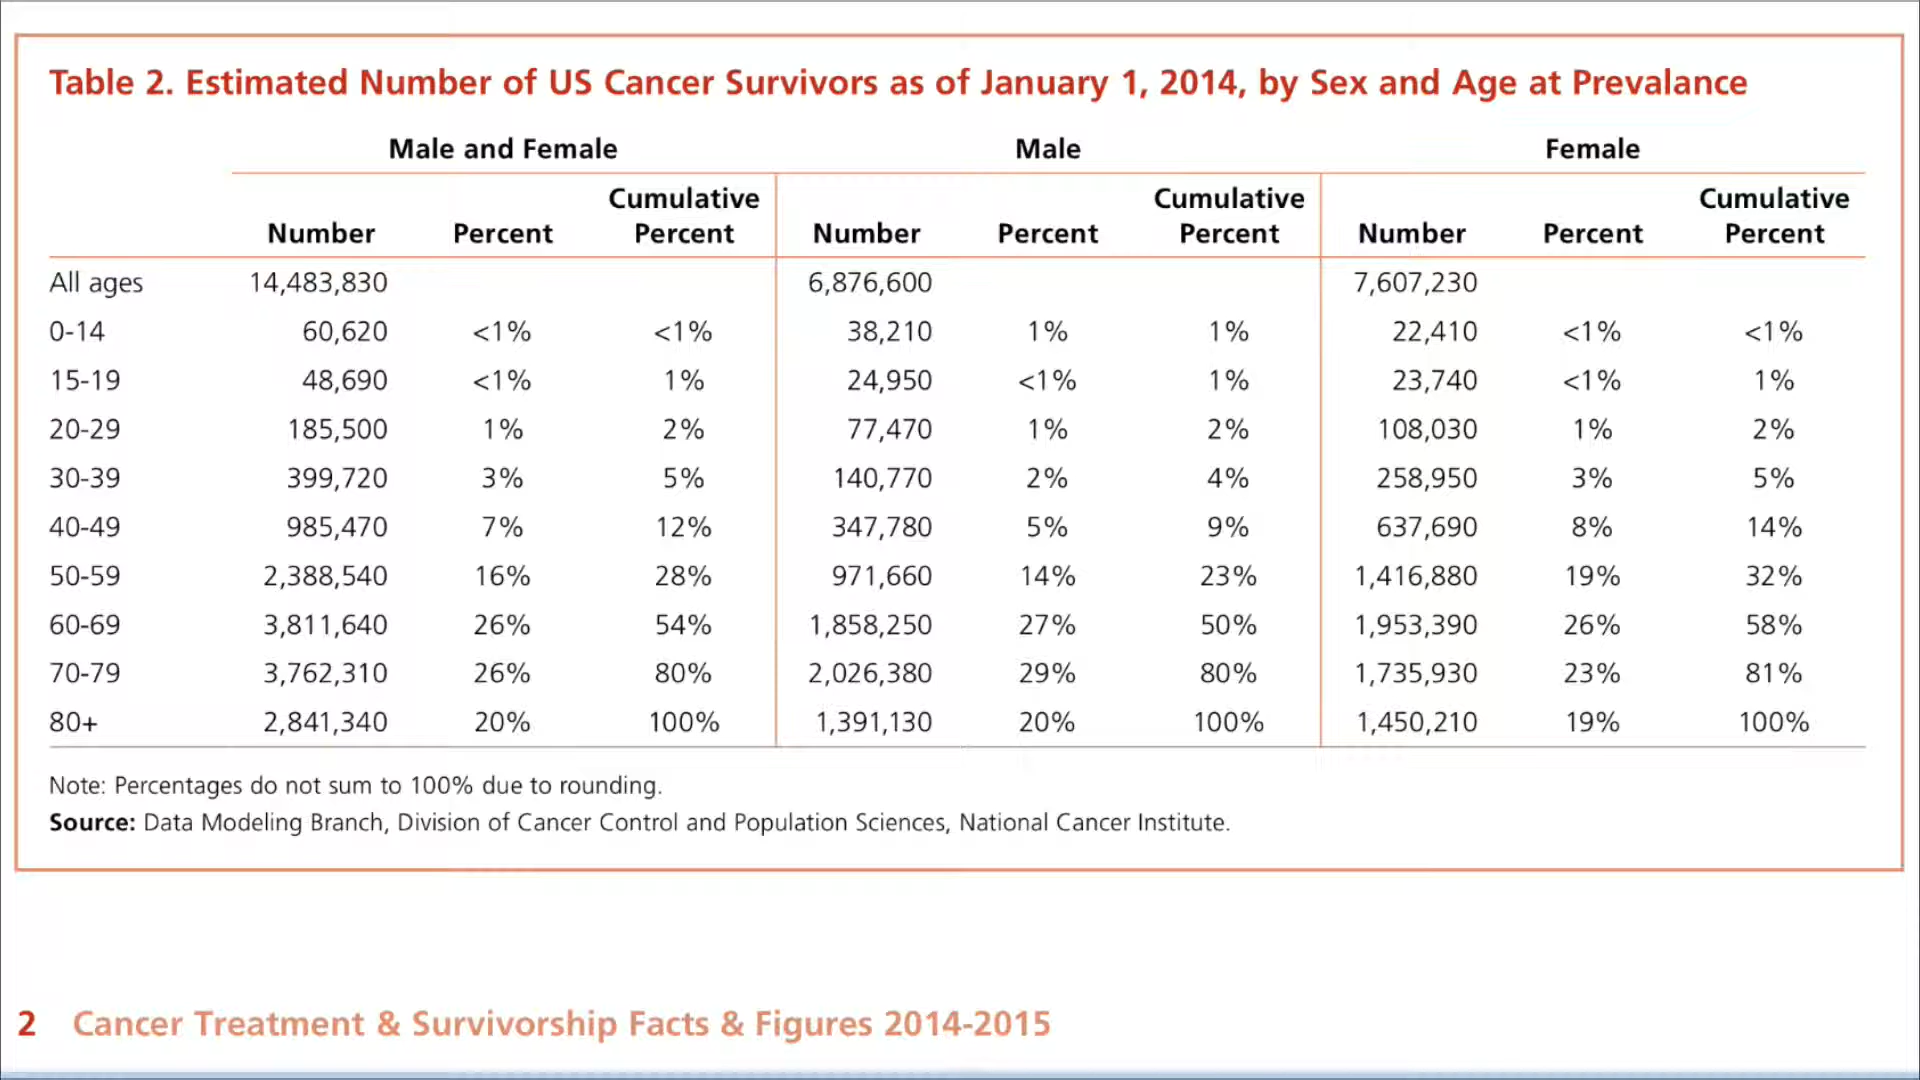 Table 2. Estimated Number of US Cancer Survivors as of January 1, 2014, by Sex and Age at Prevalance
Male and Female Male Female
Number Percent Cumulative Percent Number Percent Cumulative Percent Number Percent Cumulative Percent
All ages 14,483,830 6,876,600 7,607,230
0-14 60,620 <1% <1% 38,210 1% 1% 22,410 <1% <1%
15-19 48,690 <1% 1% 24,950 <1% 1% 23,740 <1% 1%
20-29 185,500 1% 2% 77,470 1% 2% 108,030 1% 2%
30-39 399,720 3% 5% 140,770 2% 4% 258,950 3% 5%
40-49 985,470 7% 12% 347,780 5% 9% 637,690 8% 14%
50-59 2,388,540 16% 28% 971,660 14% 23% 1,416,880 19% 32%
60-69 3,811,640 26% 54% 1,858,250 27% 50% 1,953,390 26% 58%
70-79 3,762,310 26% 80% 2,026,380 29% 80% 1,735,930 23% 81%
80+ 2,841,340 20% 100% 1,391,130 20% 100% 1,450,210 19% 100%
Note: Percentages do not sum to 100% due to rounding.
Source: Data Modeling Branch, Division of Cancer Control and Population Sciences, National Cancer Institute.
2 Cancer Treatment & Survivorship Facts & Figures 2014-2015